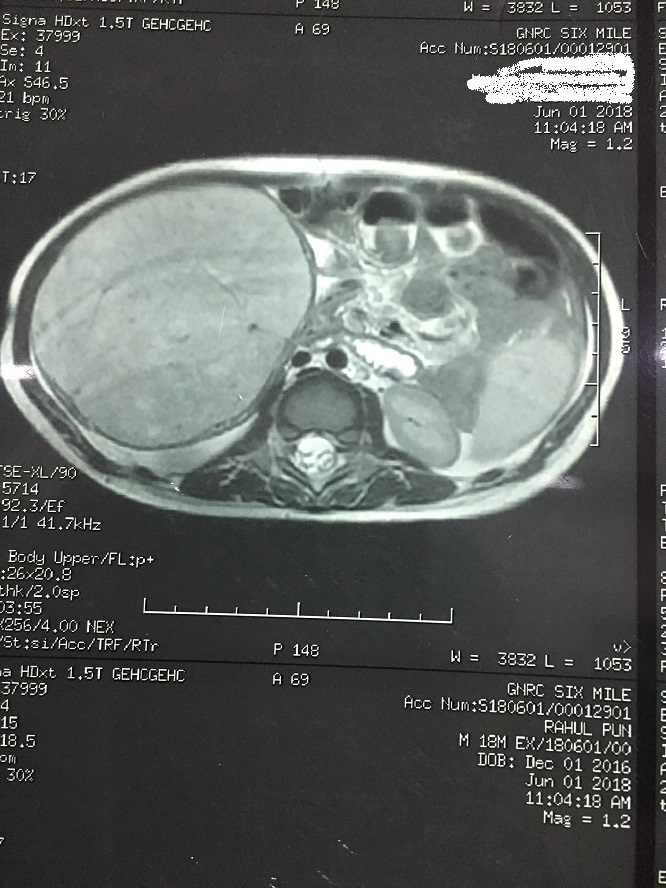 P 148
W = 3832 L = 1053
Signa HDxt 1.5T GEHCGEHC
Ex: 37999
Se: 4
Im: 11
Ax S46.5
21 bpm
trig 30%
A 69
GNRC SIX MILE
Acc Num:S180601/00012901
Jun 01 2018
11:04:18 AM
Mag = 1.2
T:17
L
95
TSE-XL/90
5714
92.3/Ef
1/1 41.7kHz
Body Upper/FL:p+
:26x20.8
thk/2.0sp
03:55
X256/4.00 NEX
/St:si/Acc/TRF/RTr
P 148
v>
W = 3832 L = 1053
na HDxt 1.5T GEHCGEHC
37999
4
15
18.5
pm
30%
A 69
GNRC SIX MILE
Acc Num:S180601/00012901
RAHUL PUN
M 18M EX/180601/00
DOB: Dec 01 2016
Jun 01 2018
11:04:18 AM
Mag = 1.2